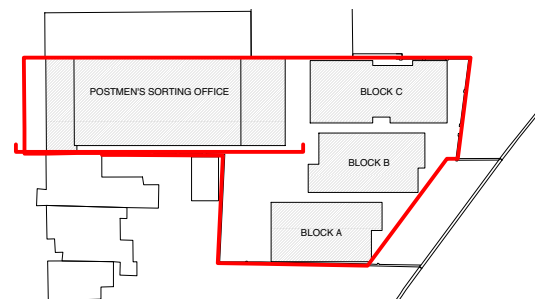 POSTMEN'S SORTING OFFICE
BLOCK C
BLOCK B
BLOCK A